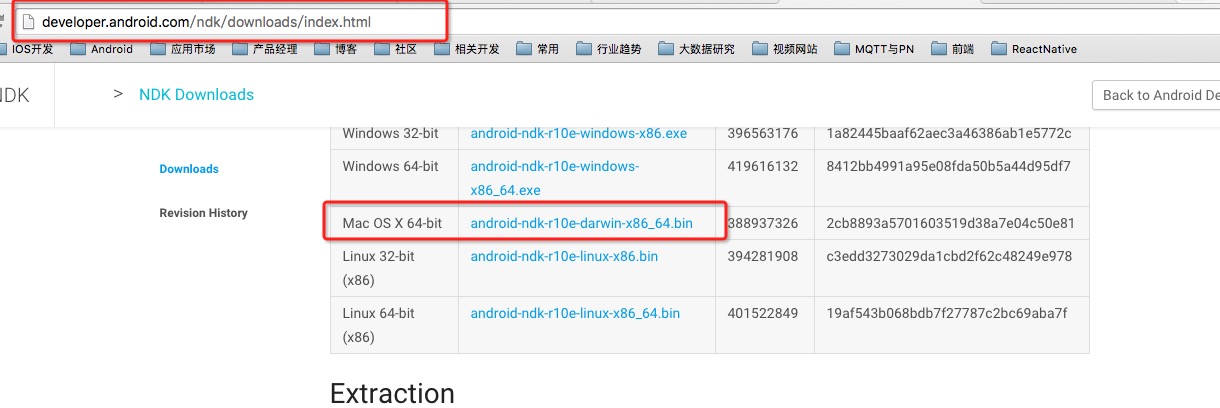 developer.android.com/ndk/downloads/index.html
IOS开发 Android 应用市场 产品经理 博客 社区 相关开发 常用 行业趋势 大数据研究 视频网站 MQTT与PN 前端 ReactNative
NDK > NDK Downloads Back to Android De
Windows 32-bit android-ndk-r10e-windows-x86.exe 396563176 1a82445baaf62aec3a46386ab1e5772c
Downloads
Windows 64-bit android-ndk-r10e-windows- 419616132 8412bb4991a95e08fda50b5a44d95df7
x86_64.exe
Revision History
Mac OS X 64-bit android-ndk-r10e-darwin-x86_64.bin 388937326 2cb8893a5701603519d38a7e04c50e81
Linux 32-bit android-ndk-r10e-linux-x86.bin 394281908 c3edd3273029da1cbd2f62c48249e978
(x86)
Linux 64-bit android-ndk-r10e-linux-x86_64.bin 401522849 19af543b068bdb7f27787c2bc69aba7f
(x86)
Extraction